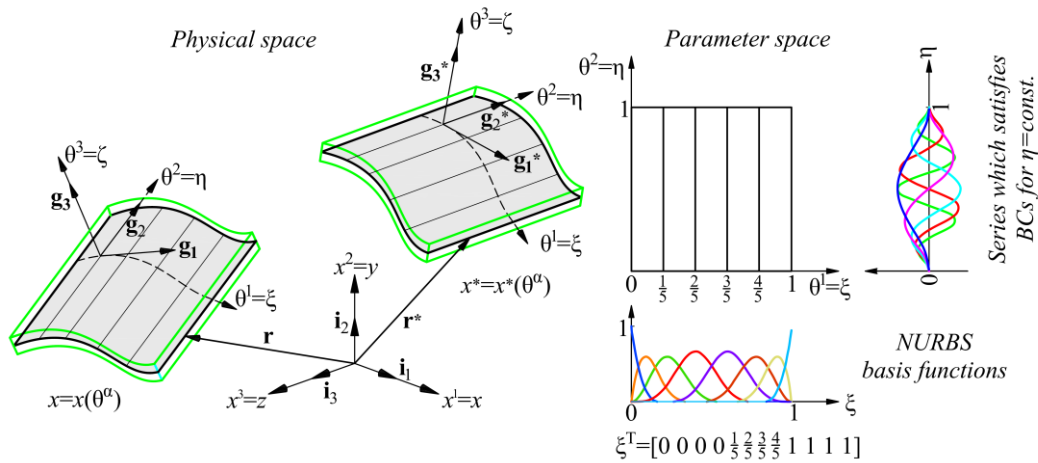 Physical space
θ³=ζ
g₃*
θ²=η
g₂*
g₁*
θ¹=ξ
x*=x*(θᵅ)
θ³=ζ
θ²=η
g₃
g₂
g₁
θ¹=ξ
x=x(θᵅ)
r
r*
x²=y
i₂
i₁
i₃
x³=z
x¹=x
Parameter space
θ²=η
1
0 1/5 2/5 3/5 4/5 1 θ¹=ξ
η
1
0
Series which satisfies
BCs for η=const.
1
0 1 ξ
ξᵀ=[0 0 0 0 1/5 2/5 3/5 4/5 1 1 1 1]
NURBS
basis functions